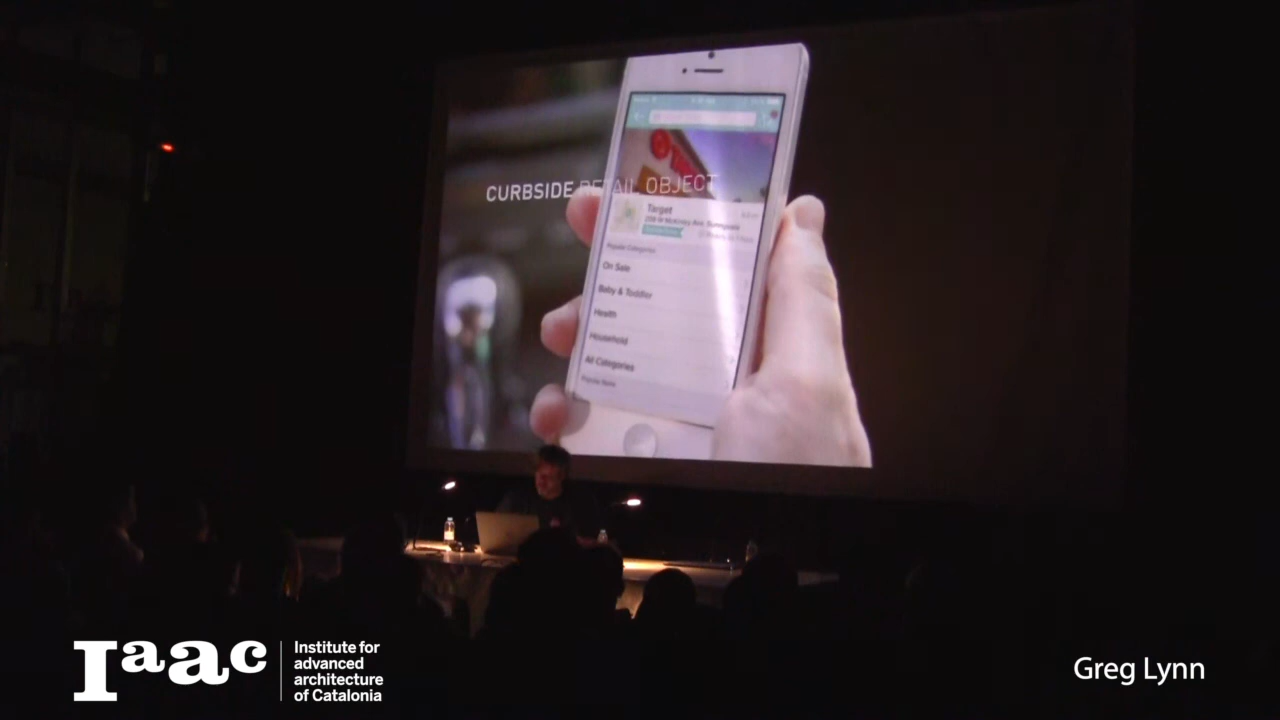 CURBSIDE RETAIL OBJECT
Target
On Sale
Baby & Toddler
Health
Household
All Categories
Iaac
Institute for
advanced
architecture
of Catalonia
Greg Lynn